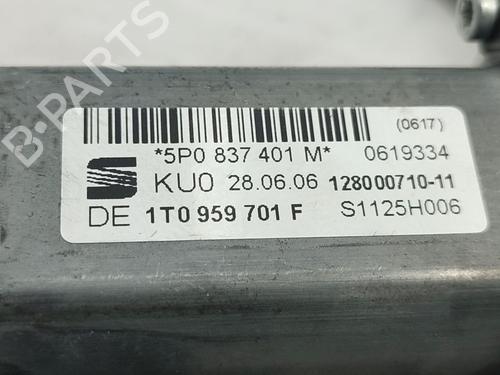 (0617)
*5P0 837 401 M* 0619334
KU0 28.06.06 128000710-11
DE 1T0 959 701 F S1125H006
B-PARTS